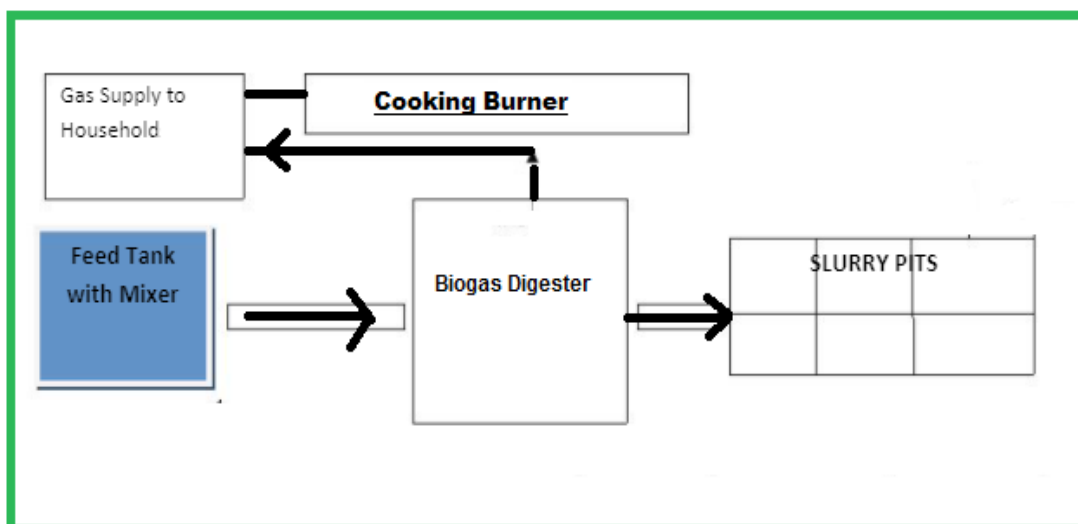 Gas Supply to
Household
Cooking Burner
Feed Tank
with Mixer
Biogas Digester
SLURRY PITS